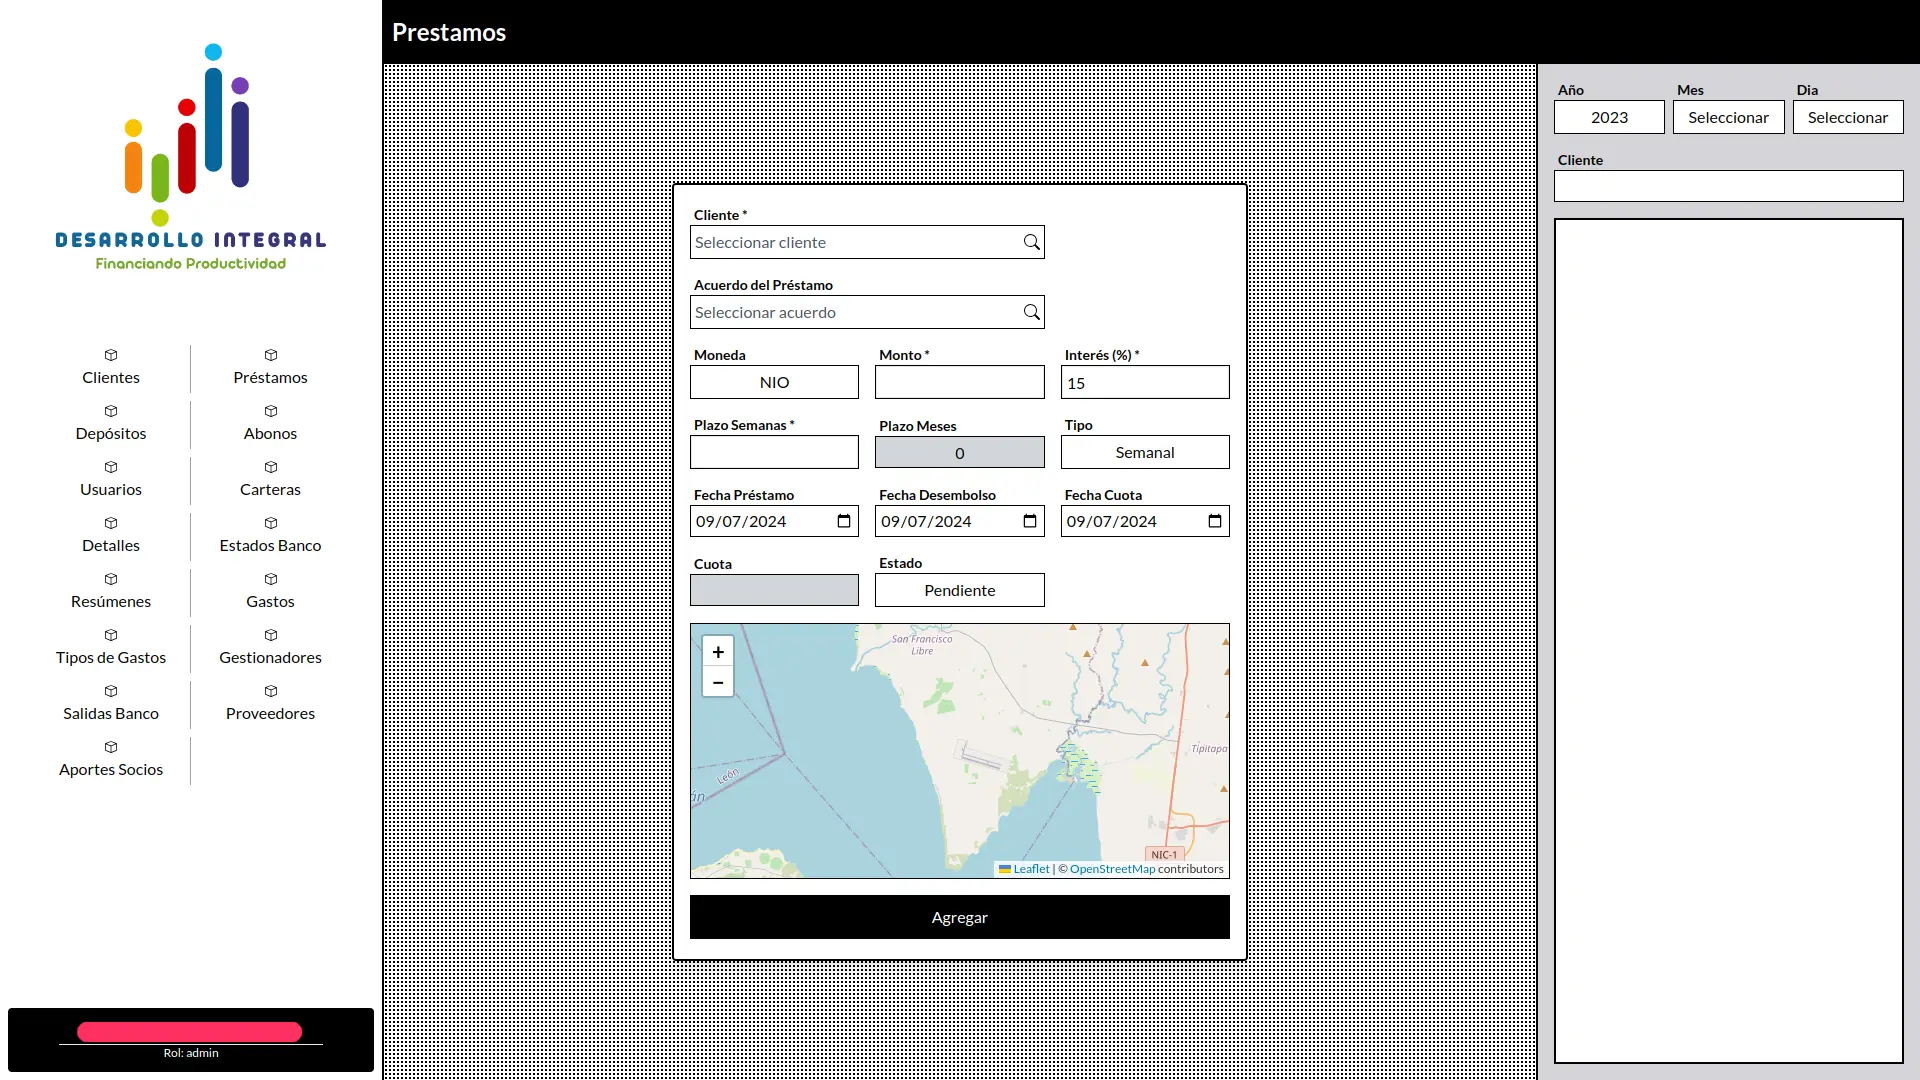 DESARROLLO INTEGRAL
Financiando Productividad
Clientes
Préstamos
Depósitos
Abonos
Usuarios
Carteras
Detalles
Estados Banco
Resúmenes
Gastos
Tipos de Gastos
Gestionadores
Salidas Banco
Proveedores
Aportes Socios
Rol: admin
Prestamos
Cliente *
Seleccionar cliente
Acuerdo del Préstamo
Seleccionar acuerdo
Moneda
Monto *
Interés (%) *
NIO
15
Plazo Semanas *
Plazo Meses
Tipo
0
Semanal
Fecha Préstamo
Fecha Desembolso
Fecha Cuota
09/07/2024
09/07/2024
09/07/2024
Cuota
Estado
Pendiente
+
−
San Francisco
Libre
Tipitapa
León
án
NIC-1
Leaflet | © OpenStreetMap contributors
Agregar
Año
Mes
Dia
2023
Seleccionar
Seleccionar
Cliente